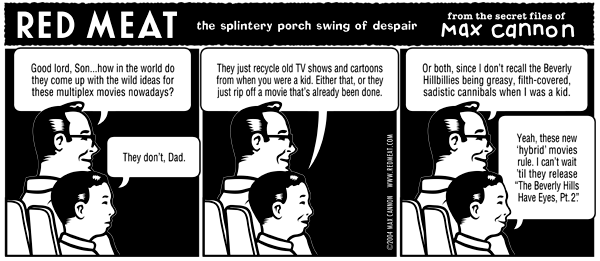 RED MEAT
the splintery porch swing of despair
from the secret files of
Max Cannon
Good lord, Son...how in the world do
they come up with the wild ideas for
these multiplex movies nowadays?
They don't, Dad.
They just recycle old TV shows and cartoons
from when you were a kid. Either that, or they
just rip off a movie that's already been done.
©2004 MAX CANNON WWW.REDMEAT.COM
Or both, since I don't recall the Beverly
Hillbillies being greasy, filth-covered,
sadistic cannibals when I was a kid.
Yeah, these new
'hybrid' movies
rule. I can't wait
'til they release
"The Beverly Hills
Have Eyes, Pt.2."